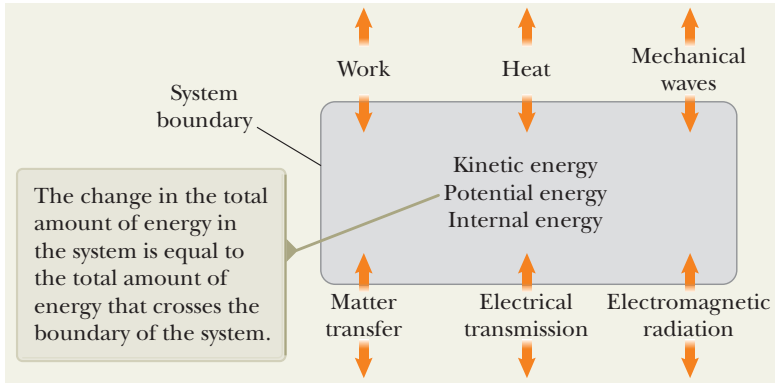 Work
Heat
Mechanical
waves
System
boundary
Kinetic energy
Potential energy
Internal energy
The change in the total
amount of energy in
the system is equal to
the total amount of
energy that crosses the
boundary of the system.
Matter
transfer
Electrical
transmission
Electromagnetic
radiation